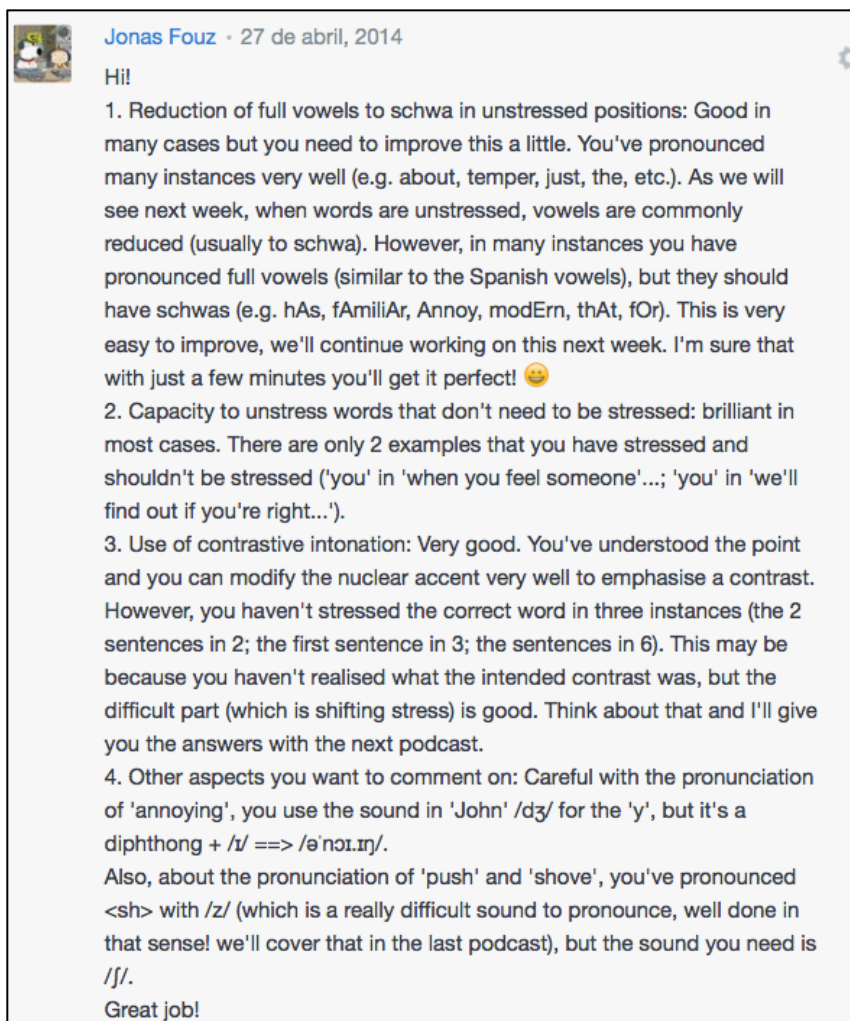 Jonas Fouz • 27 de abril, 2014
Hi!
1. Reduction of full vowels to schwa in unstressed positions: Good in
many cases but you need to improve this a little. You've pronounced
many instances very well (e.g. about, temper, just, the, etc.). As we will
see next week, when words are unstressed, vowels are commonly
reduced (usually to schwa). However, in many instances you have
pronounced full vowels (similar to the Spanish vowels), but they should
have schwas (e.g. hAs, fAmiliAr, Annoy, modErn, thAt, fOr). This is very
easy to improve, we'll continue working on this next week. I'm sure that
with just a few minutes you'll get it perfect! 😀
2. Capacity to unstress words that don't need to be stressed: brilliant in
most cases. There are only 2 examples that you have stressed and
shouldn't be stressed ('you' in 'when you feel someone'...; 'you' in 'we'll
find out if you're right...').
3. Use of contrastive intonation: Very good. You've understood the point
and you can modify the nuclear accent very well to emphasise a contrast.
However, you haven't stressed the correct word in three instances (the 2
sentences in 2; the first sentence in 3; the sentences in 6). This may be
because you haven't realised what the intended contrast was, but the
difficult part (which is shifting stress) is good. Think about that and I'll give
you the answers with the next podcast.
4. Other aspects you want to comment on: Careful with the pronunciation
of 'annoying', you use the sound in 'John' /dʒ/ for the 'y', but it's a
diphthong + /ɪ/ ==> /əˈnɔɪ.ɪŋ/.
Also, about the pronunciation of 'push' and 'shove', you've pronounced
<sh> with /z/ (which is a really difficult sound to pronounce, well done in
that sense! we'll cover that in the last podcast), but the sound you need is
/ʃ/.
Great job!